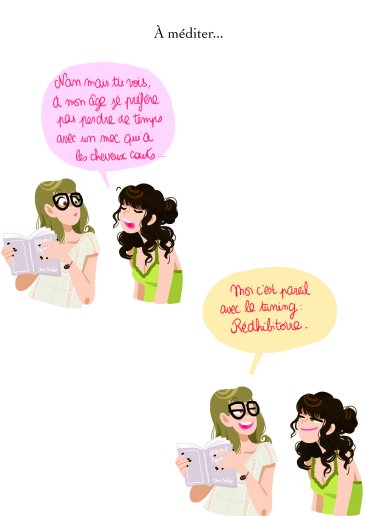 À méditer...
Nan mais tu vois,
à mon âge je préfère
pas perdre de temps
avec un mec qui a
les cheveux courts...
Moi c'est pareil
avec le tuning :
Rédhibitoire.